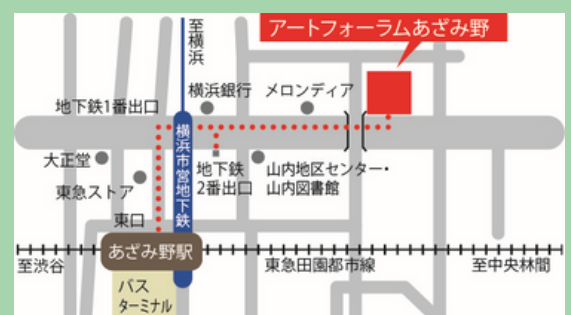 至横浜
アートフォーラムあざみ野
横浜銀行
メロンディア
地下鉄1番出口
横浜市営地下鉄
大正堂
地下鉄
2番出口
山内地区センター・
山内図書館
東急ストア
東口
あざみ野駅
至渋谷
東急田園都市線
至中央林間
バス
ターミナル